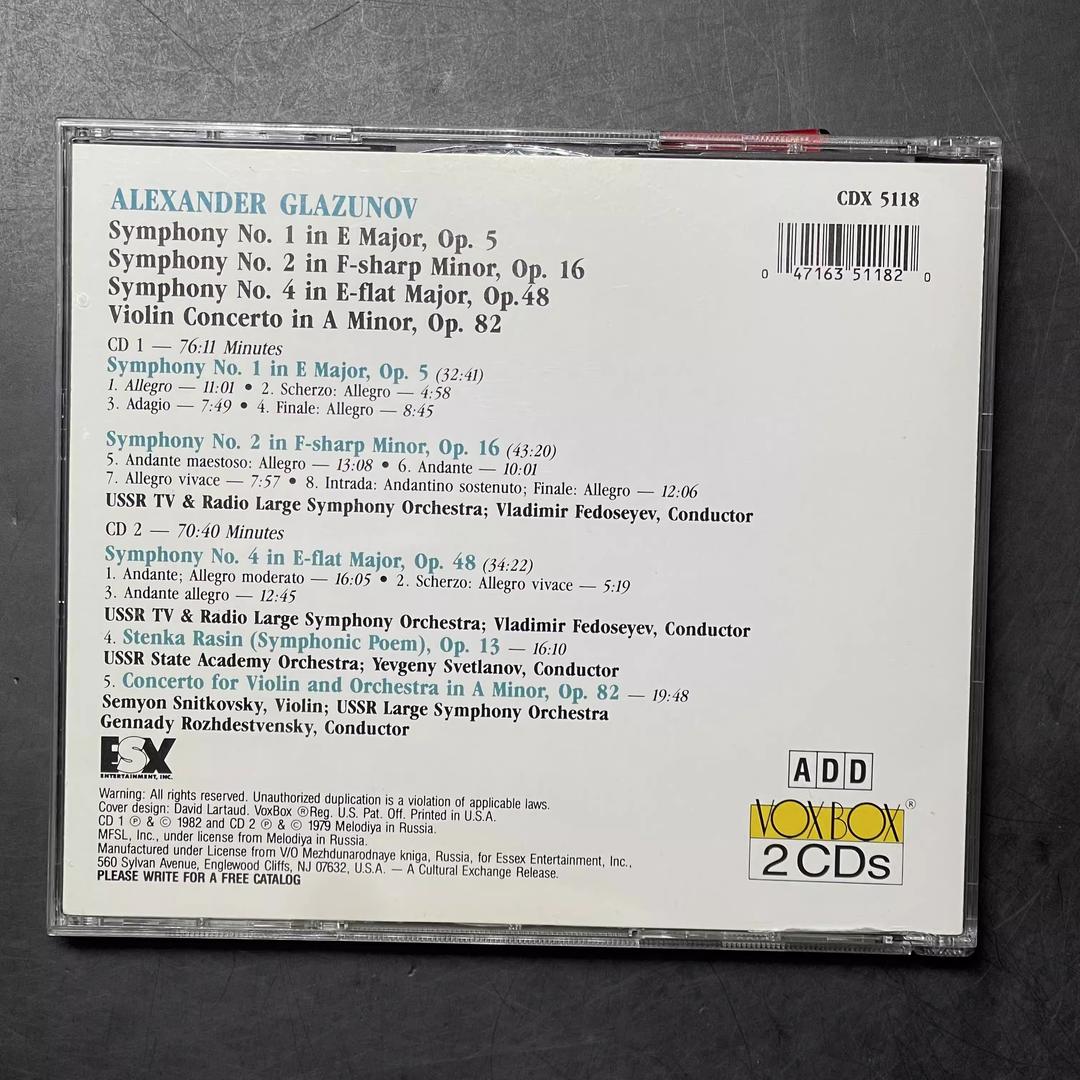 ALEXANDER GLAZUNOV
CDX 5118
Symphony No. 1 in E Major, Op. 5
Symphony No. 2 in F-sharp Minor, Op. 16
Symphony No. 4 in E-flat Major, Op.48
Violin Concerto in A Minor, Op. 82
0 47163 51182 0
CD 1 — 76:11 Minutes
Symphony No. 1 in E Major, Op. 5 (32:41)
1. Allegro — 11:01 • 2. Scherzo: Allegro — 4:58
3. Adagio — 7:49 • 4. Finale: Allegro — 8:45
Symphony No. 2 in F-sharp Minor, Op. 16 (43:20)
5. Andante maestoso: Allegro — 13:08 • 6. Andante — 10:01
7. Allegro vivace — 7:57 • 8. Intrada: Andantino sostenuto; Finale: Allegro — 12:06
USSR TV & Radio Large Symphony Orchestra; Vladimir Fedoseyev, Conductor
CD 2 — 70:40 Minutes
Symphony No. 4 in E-flat Major, Op. 48 (34:22)
1. Andante; Allegro moderato — 16:05 • 2. Scherzo: Allegro vivace — 5:19
3. Andante allegro — 12:45
USSR TV & Radio Large Symphony Orchestra; Vladimir Fedoseyev, Conductor
4. Stenka Rasin (Symphonic Poem), Op. 13 — 16:10
USSR State Academy Orchestra; Yevgeny Svetlanov, Conductor
5. Concerto for Violin and Orchestra in A Minor, Op. 82 — 19:48
Semyon Snitkovsky, Violin; USSR Large Symphony Orchestra
Gennady Rozhdestvensky, Conductor
ESX
ENTERTAINMENT, INC.
Warning: All rights reserved. Unauthorized duplication is a violation of applicable laws.
Cover design: David Lartaud. VoxBox ®Reg. U.S. Pat. Off. Printed in U.S.A.
CD 1 ℗ & © 1982 and CD 2 ℗ & © 1979 Melodiya in Russia.
MFSL, Inc., under license from Melodiya in Russia.
Manufactured under License from V/O Mezhdunarodnaye kniga, Russia, for Essex Entertainment, Inc.,
560 Sylvan Avenue, Englewood Cliffs, NJ 07632, U.S.A. — A Cultural Exchange Release.
PLEASE WRITE FOR A FREE CATALOG
ADD
VOXBOX®
2 CDs